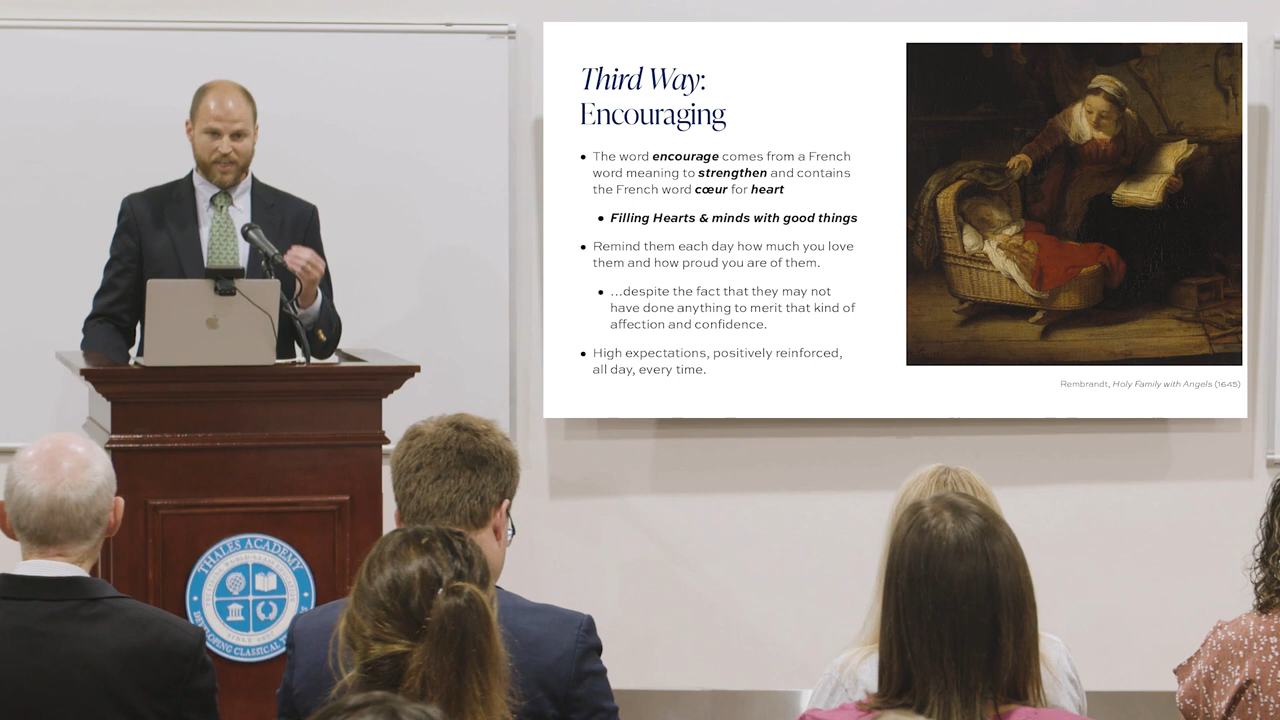 Third Way:
Encouraging
• The word encourage comes from a French
word meaning to strengthen and contains
the French word cœur for heart
• Filling Hearts & minds with good things
• Remind them each day how much you love
them and how proud you are of them.
• ...despite the fact that they may not
have done anything to merit that kind of
affection and confidence.
• High expectations, positively reinforced,
all day, every time.
Rembrandt, Holy Family with Angels (1645)
THALES ACADEMY
DEVELOPING CLASSICAL